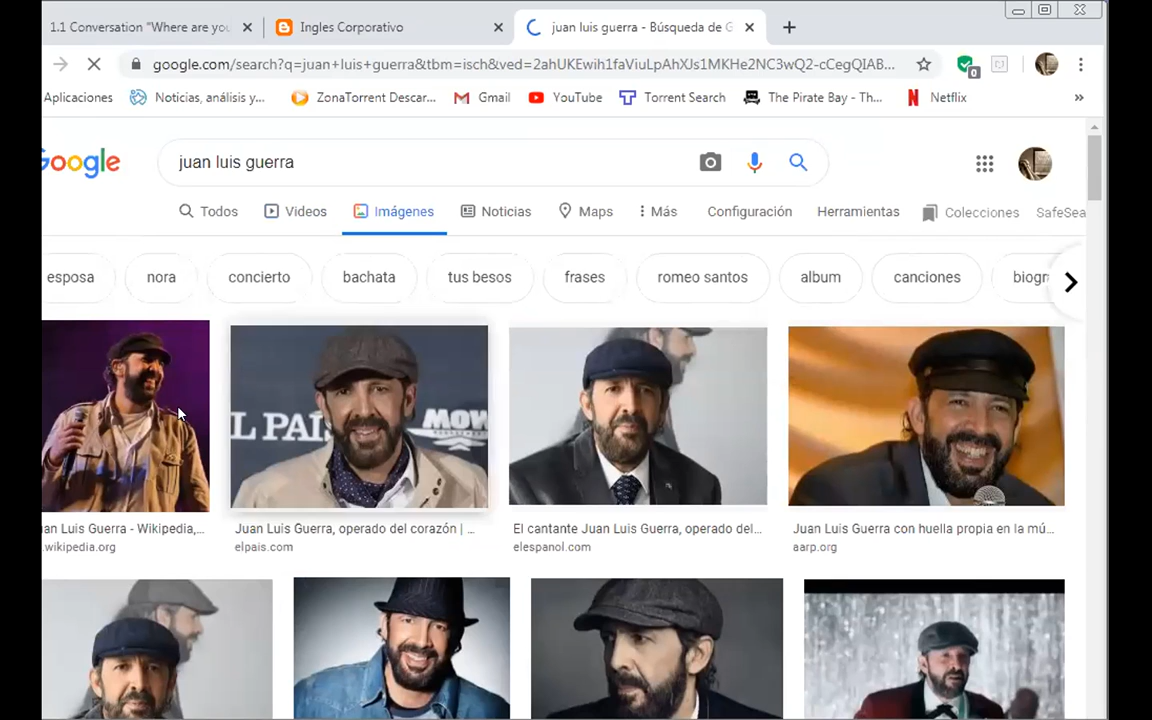 1.1 Conversation "Where are you
Ingles Corporativo
juan luis guerra - Búsqueda de G
google.com/search?q=juan+luis+guerra&tbm=isch&ved=2ahUKEwih1faViuLpAhXJs1MKHe2NC3wQ2-cCegQIAB...
0
Aplicaciones
Noticias, análisis y...
ZonaTorrent Descar...
Gmail
YouTube
Torrent Search
The Pirate Bay - Th...
Netflix
»
Google
juan luis guerra
Todos
Videos
Imágenes
Noticias
Maps
Más
Configuración
Herramientas
Colecciones
SafeSea
esposa
nora
concierto
bachata
tus besos
frases
romeo santos
album
canciones
biogr
EL PAÍS
MOV
an Luis Guerra - Wikipedia,...
.wikipedia.org
Juan Luis Guerra, operado del corazón | ...
elpais.com
El cantante Juan Luis Guerra, operado del...
elespanol.com
Juan Luis Guerra con huella propia en la mú...
aarp.org